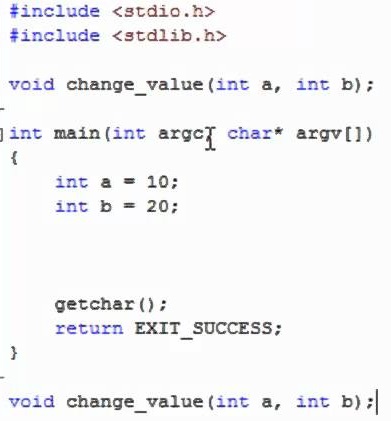 #include <stdio.h>
#include <stdlib.h>
void change_value(int a, int b);
int main(int argc, char* argv[])
{
int a = 10;
int b = 20;
getchar();
return EXIT_SUCCESS;
}
void change_value(int a, int b);